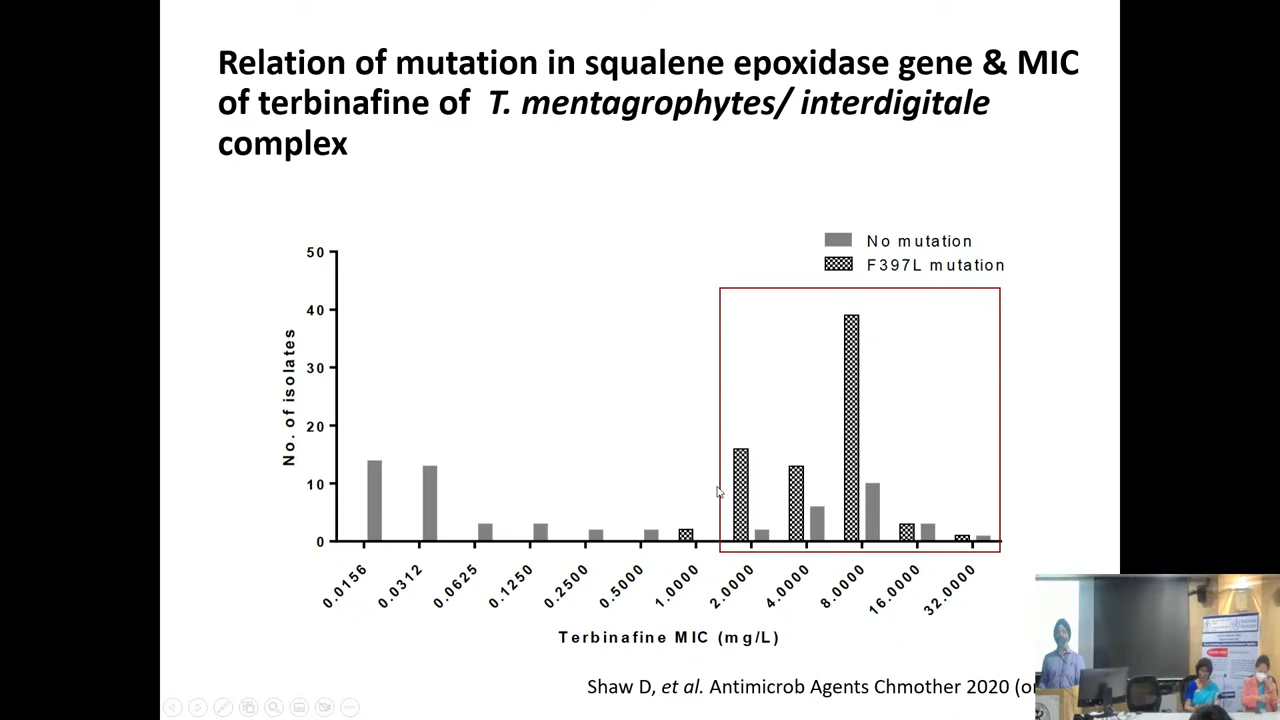 Relation of mutation in squalene epoxidase gene & MIC
of terbinafine of T. mentagrophytes/ interdigitale
complex
No mutation
F397L mutation
50
40
30
20
10
0
No. of isolates
0.0156
0.0312
0.0625
0.1250
0.2500
0.5000
1.0000
2.0000
4.0000
8.0000
16.0000
32.0000
Terbinafine MIC (mg/L)
Shaw D, et al. Antimicrob Agents Chmother 2020 (